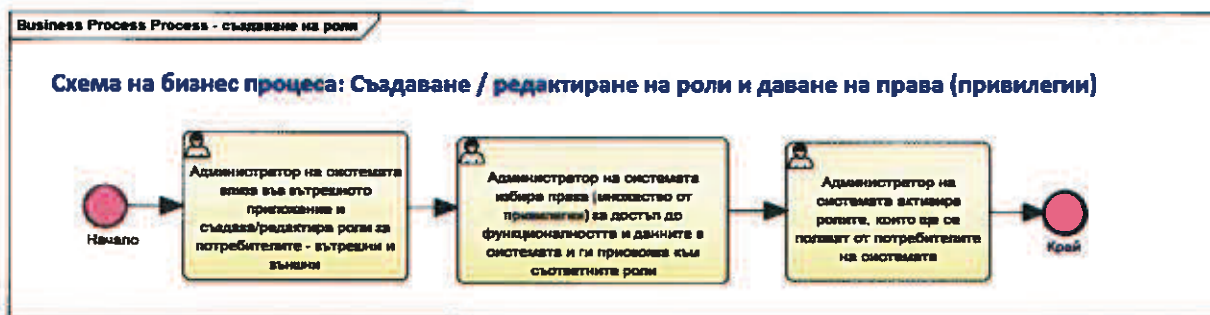 Business Process Process - създаване на роли
Схема на бизнес процеса: Създаване / редактиране на роли и даване на права (привилегии)
Администратор на системата
влиза във вътрешното
приложение и
създава/редактира роли за
потребителите - вътрешни и
външни
Администратор на системата
избира права (множество от
привилегии) за достъп до
функционалността и данните в
системата и ги присвоява към
съответните роли
Администратор на
системата активира
ролите, които ще се
ползват от потребителите
на системата
Начало
Край